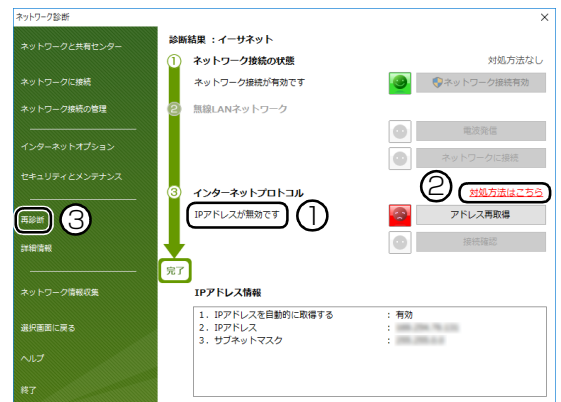 ネットワーク診断
ネットワークと共有センター
ネットワークに接続
ネットワーク接続の管理
インターネットオプション
セキュリティとメンテナンス
再診断
③
詳細情報
ネットワーク情報収集
選択画面に戻る
ヘルプ
終了
診断結果 : イーサネット
① ネットワーク接続の状態
対処方法なし
ネットワーク接続が有効です
ネットワーク接続有効
② 無線LANネットワーク
電波発信
ネットワークに接続
②
対処方法はこちら
③ インターネットプロトコル
IPアドレスが無効です
①
アドレス再取得
接続確認
完了
IPアドレス情報
1. IPアドレスを自動的に取得する : 有効
2. IPアドレス :
3. サブネットマスク :